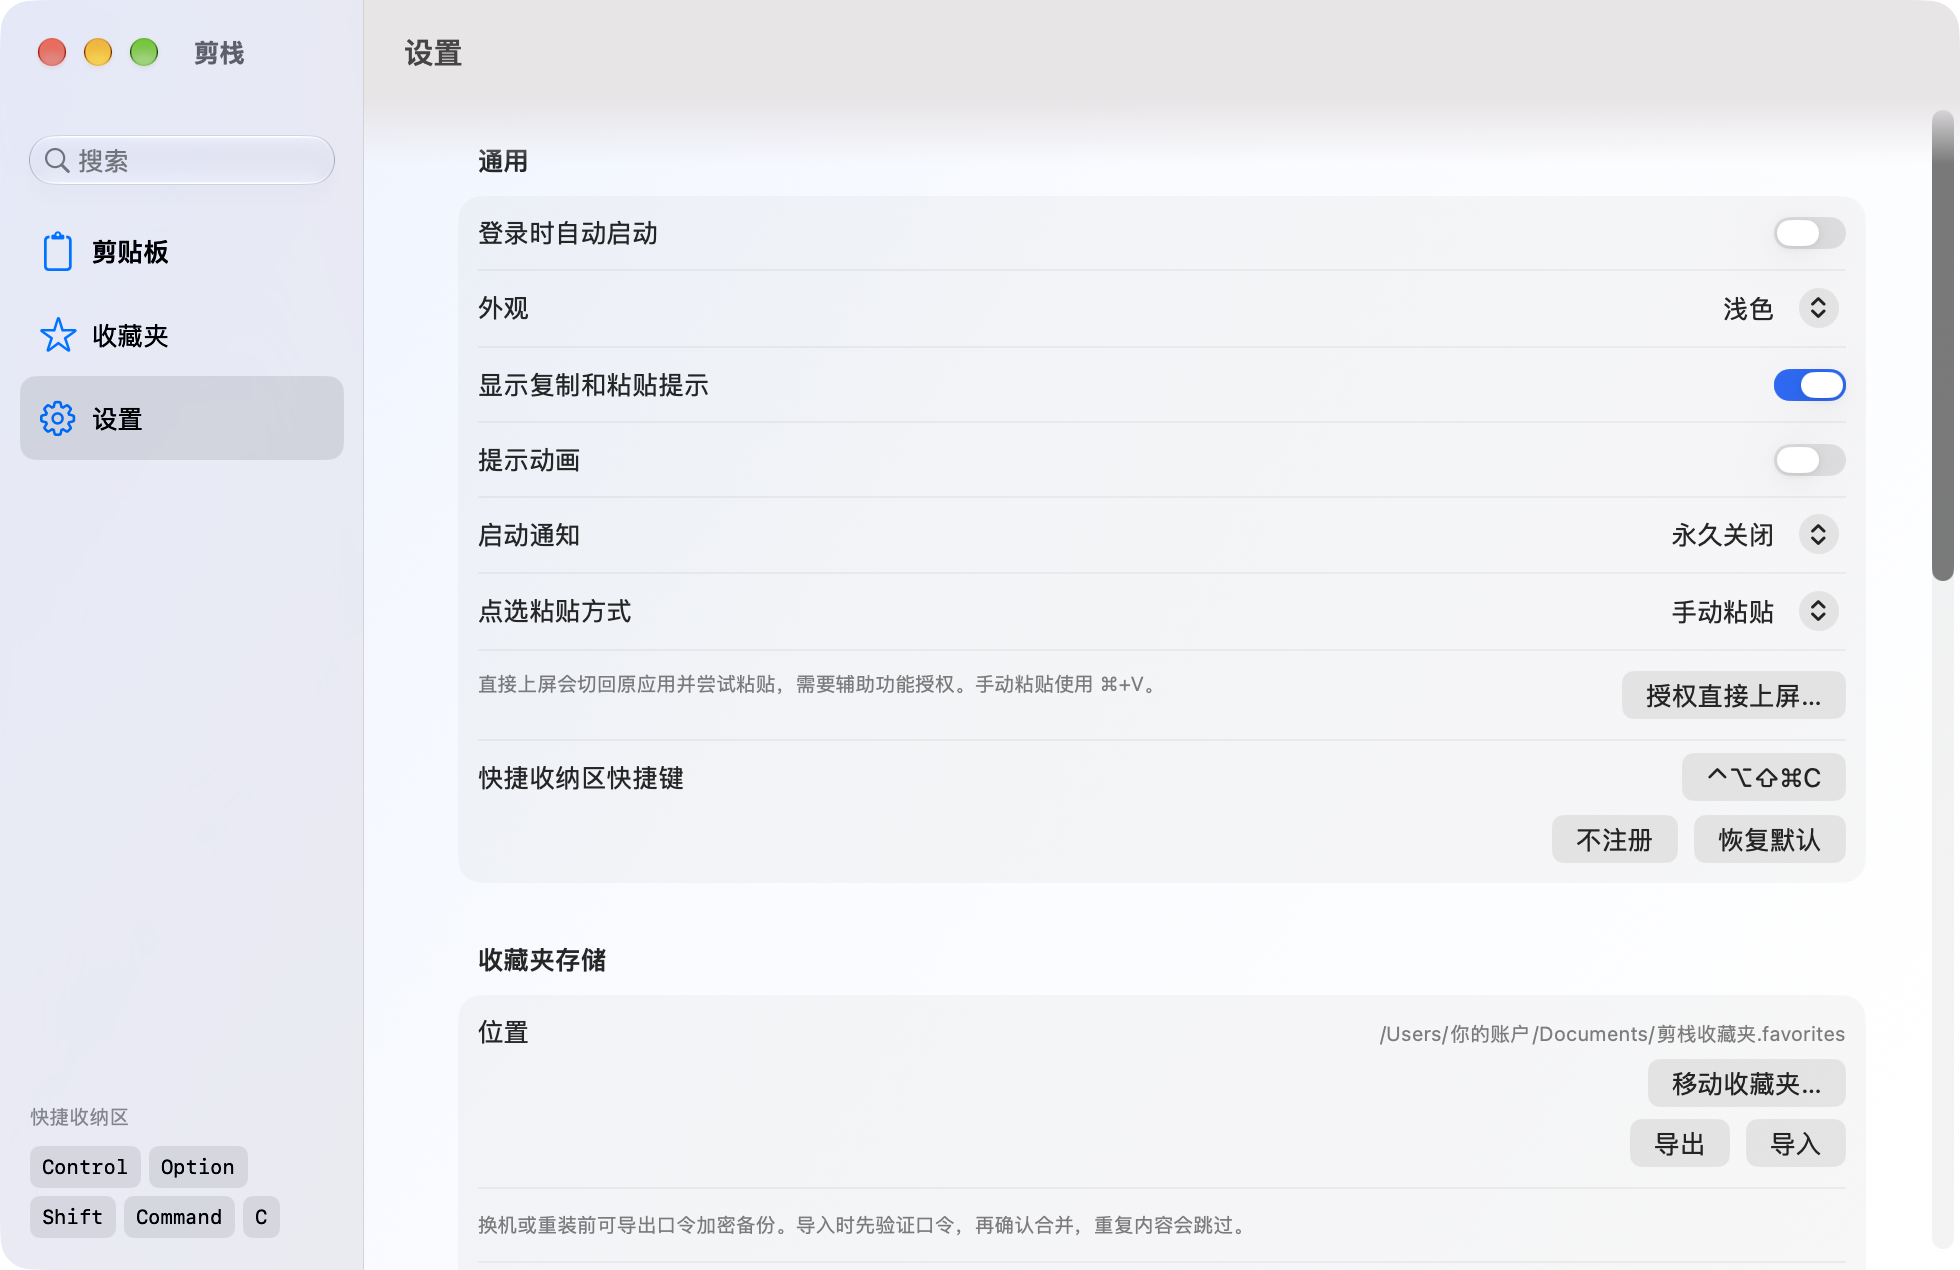 剪栈
设置
搜索
剪贴板
收藏夹
设置
通用
登录时自动启动
外观 浅色
显示复制和粘贴提示
提示动画
启动通知 永久关闭
点选粘贴方式 手动粘贴
直接上屏会切回原应用并尝试粘贴，需要辅助功能授权。手动粘贴使用 ⌘+V。
授权直接上屏...
快捷收纳区快捷键 ^⌥⇧⌘C
不注册 恢复默认
收藏夹存储
位置 /Users/你的账户/Documents/剪栈收藏夹.favorites
移动收藏夹...
导出 导入
换机或重装前可导出口令加密备份。导入时先验证口令，再确认合并，重复内容会跳过。
快捷收纳区
Control Option
Shift Command C